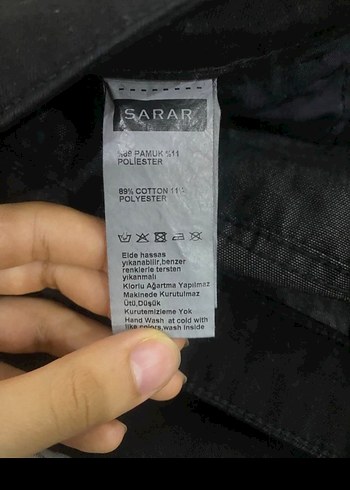 SARAR
%89 PAMUK %11
POLİESTER
89% COTTON 11%
POLYESTER
Elde hassas
yıkanabilir,benzer
renklerle tersten
yıkanmalı
Klorlu Ağartma Yapılmaz
Makinede Kurutulmaz
Ütü,Düşük
Kurutemizleme Yok
Hand Wash at cold with
like colors,wash Inside